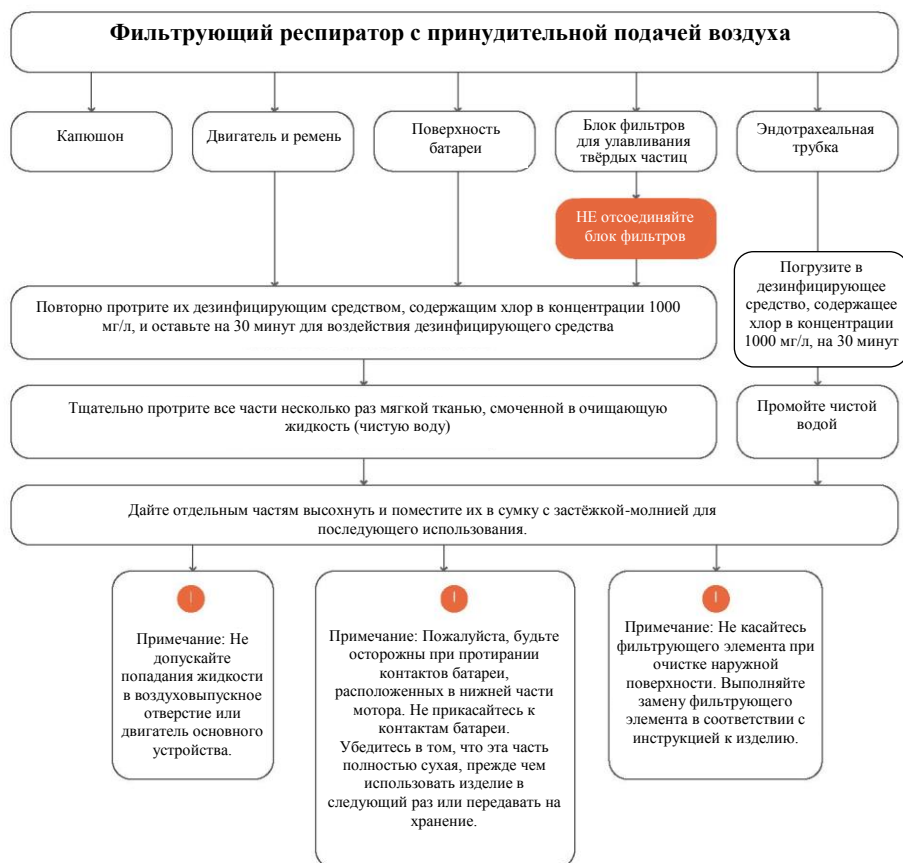 Фильтрующий респиратор с принудительной подачей воздуха
Капюшон
Двигатель и ремень
Поверхность
батареи
Блок фильтров
для улавливания
твёрдых частиц
Эндотрахеальная
трубка
НЕ отсоединяйте
блок фильтров
Повторно протрите их дезинфицирующим средством, содержащим хлор в концентрации 1000
мг/л, и оставьте на 30 минут для воздействия дезинфицирующего средства
Погрузите в
дезинфицирующее
средство, содержащее
хлор в концентрации
1000 мг/л, на 30 минут
Тщательно протрите все части несколько раз мягкой тканью, смоченной в очищающую
жидкость (чистую воду)
Промойте чистой
водой
Дайте отдельным частям высохнуть и поместите их в сумку с застёжкой-молнией для
последующего использования.
!
Примечание: Не
допускайте
попадания жидкости
в воздуховыпускное
отверстие или
двигатель основного
устройства.
!
Примечание: Пожалуйста, будьте
осторожны при протирании
контактов батареи,
расположенных в нижней части
мотора. Не прикасайтесь к
контактам батареи.
Убедитесь в том, что эта часть
полностью сухая, прежде чем
использовать изделие в
следующий раз или передавать на
хранение.
!
Примечание: Не касайтесь
фильтрующего элемента при
очистке наружной
поверхности. Выполняйте
замену фильтрующего
элемента в соответствии с
инструкцией к изделию.